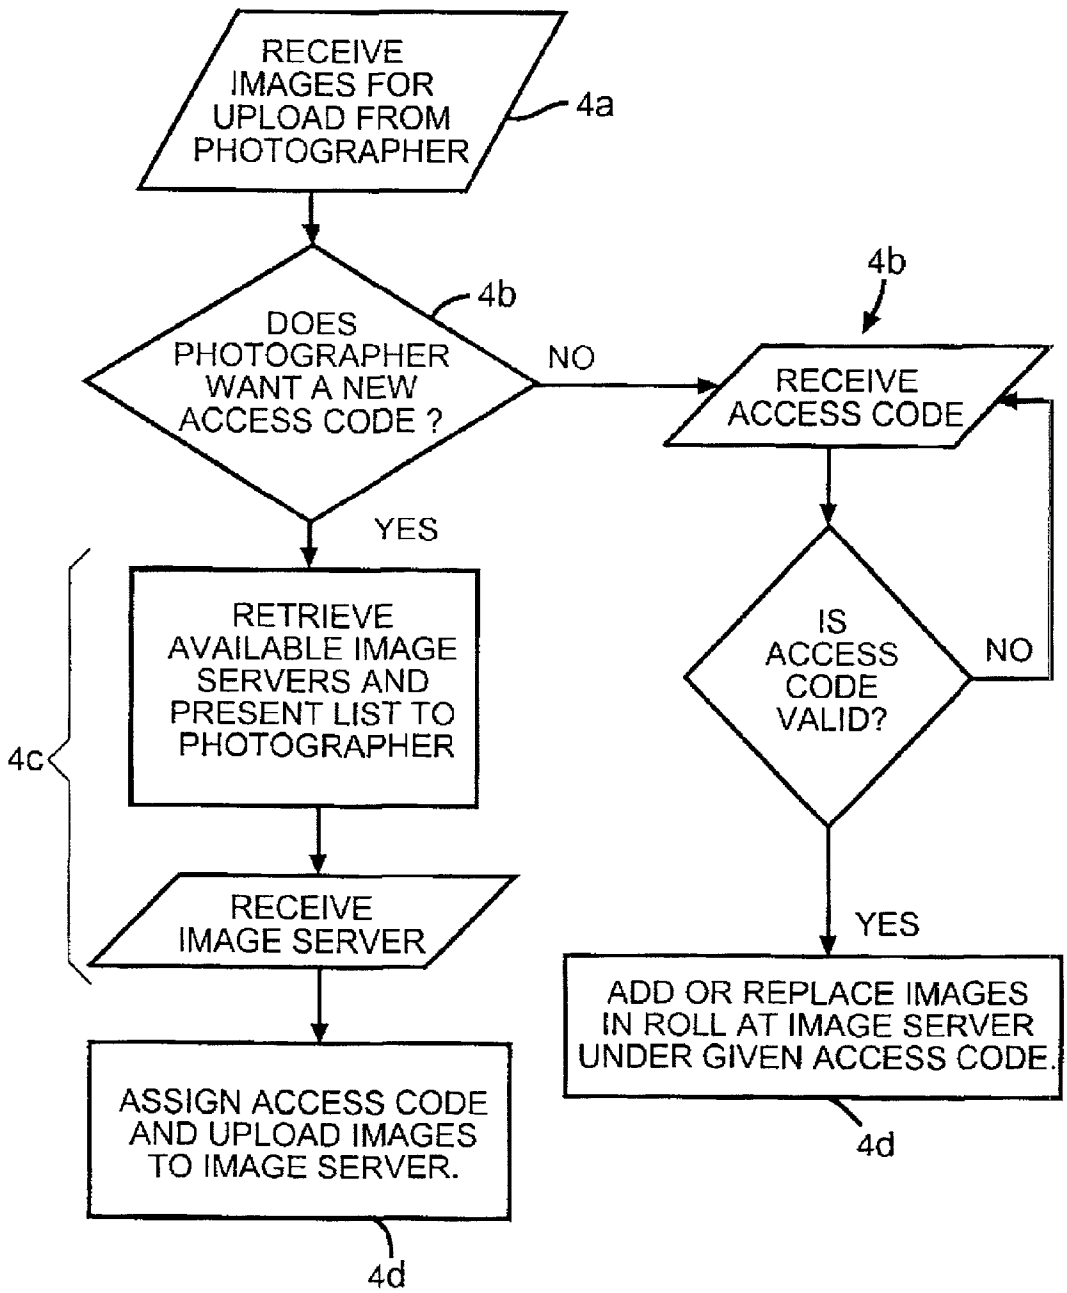 RECEIVE
IMAGES FOR
UPLOAD FROM
PHOTOGRAPHER
4a
DOES
PHOTOGRAPHER
WANT A NEW
ACCESS CODE ?
4b
NO
4b
RECEIVE
ACCESS CODE
YES
IS
ACCESS
CODE
VALID?
NO
4c
RETRIEVE
AVAILABLE IMAGE
SERVERS AND
PRESENT LIST TO
PHOTOGRAPHER
RECEIVE
IMAGE SERVER
YES
ADD OR REPLACE IMAGES
IN ROLL AT IMAGE SERVER
UNDER GIVEN ACCESS CODE.
4d
ASSIGN ACCESS CODE
AND UPLOAD IMAGES
TO IMAGE SERVER.
4d